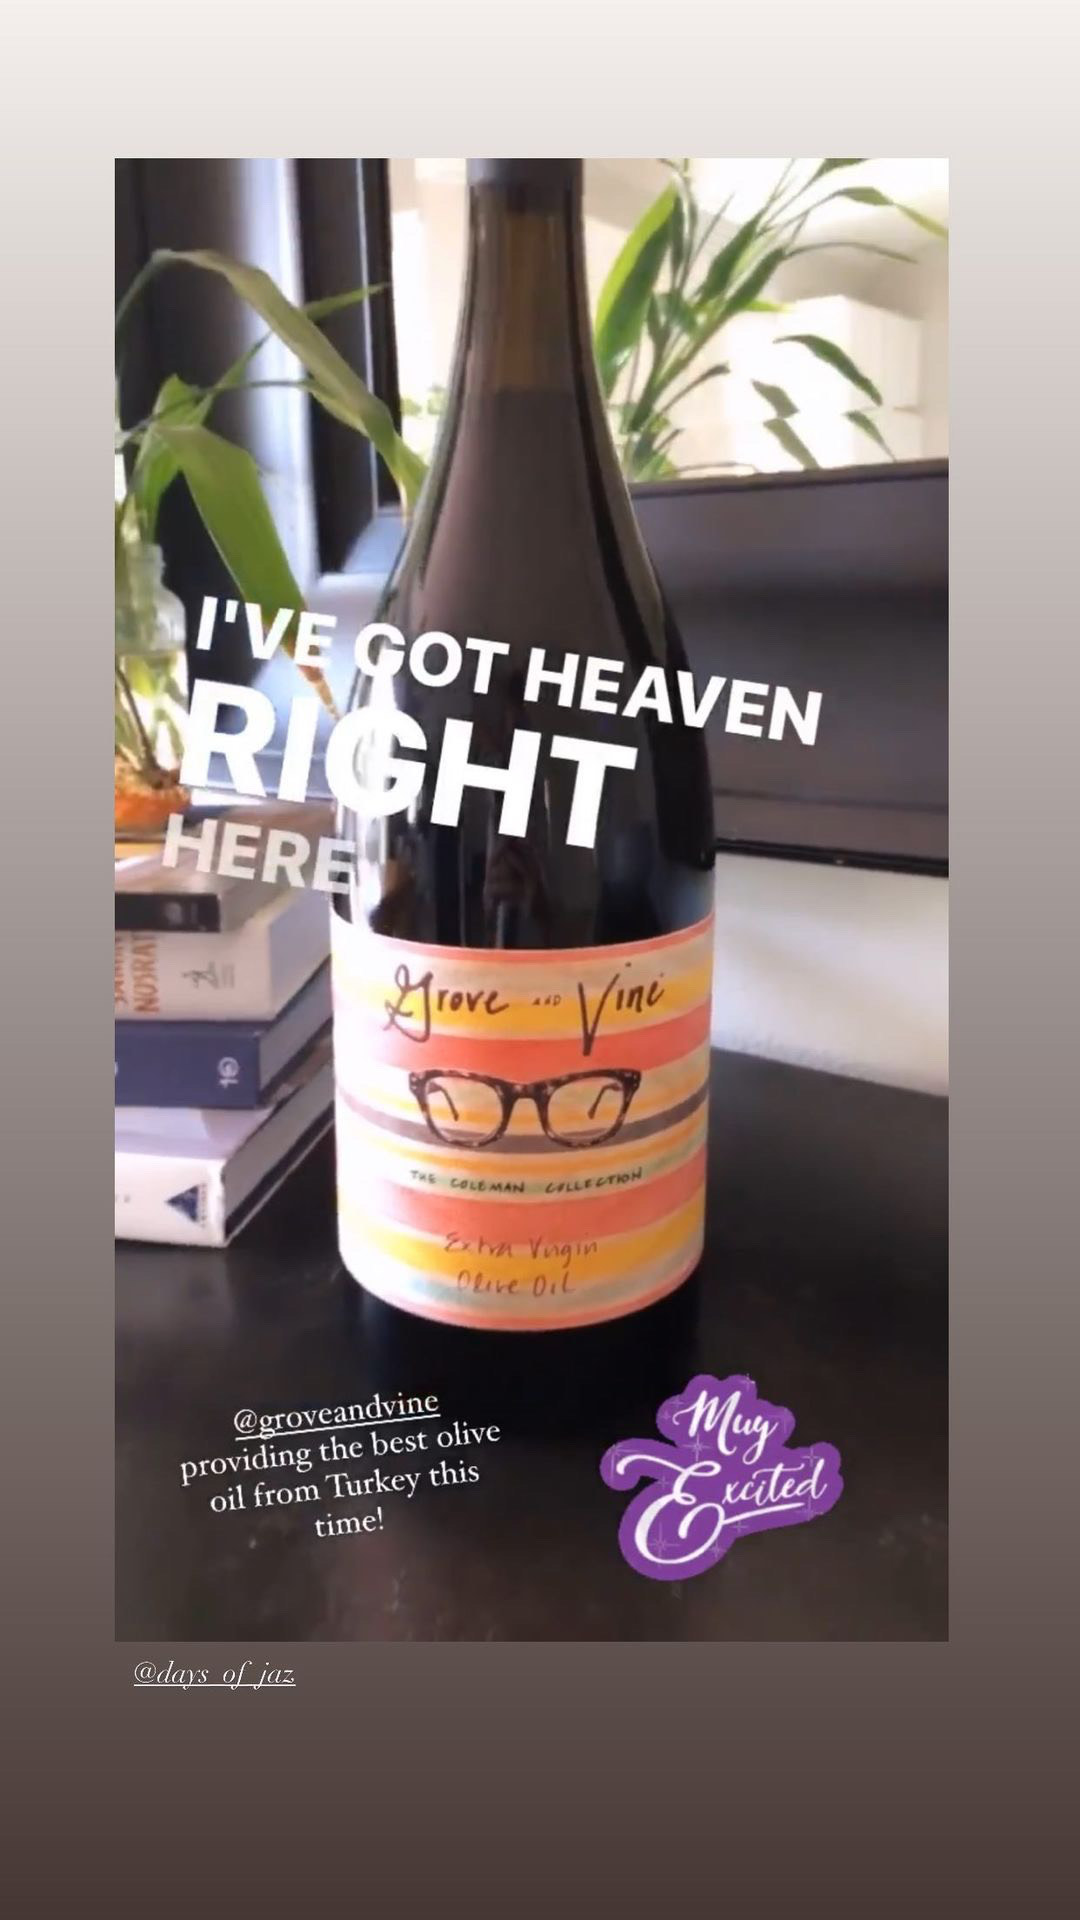 I'VE GOT HEAVEN
RIGHT
HERE
NOSRAT
Grove AND Vine
THE COLEMAN COLLECTION
Extra Virgin
Olive Oil
@groveandvine
providing the best olive
oil from Turkey this
time!
Muy
Excited
@days_of_jaz